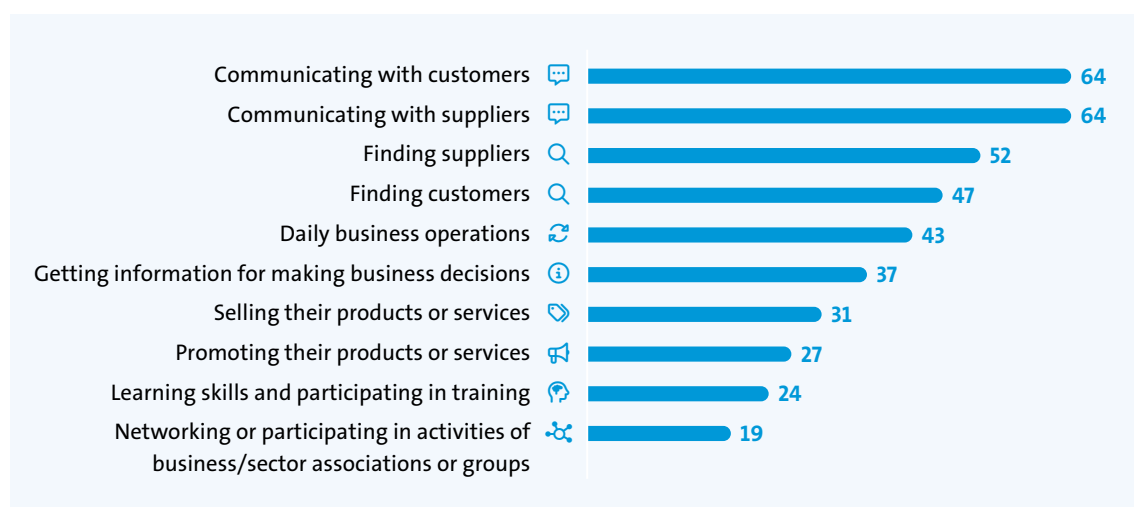 Communicating with customers 64
Communicating with suppliers 64
Finding suppliers 52
Finding customers 47
Daily business operations 43
Getting information for making business decisions 37
Selling their products or services 31
Promoting their products or services 27
Learning skills and participating in training 24
Networking or participating in activities of 19
business/sector associations or groups